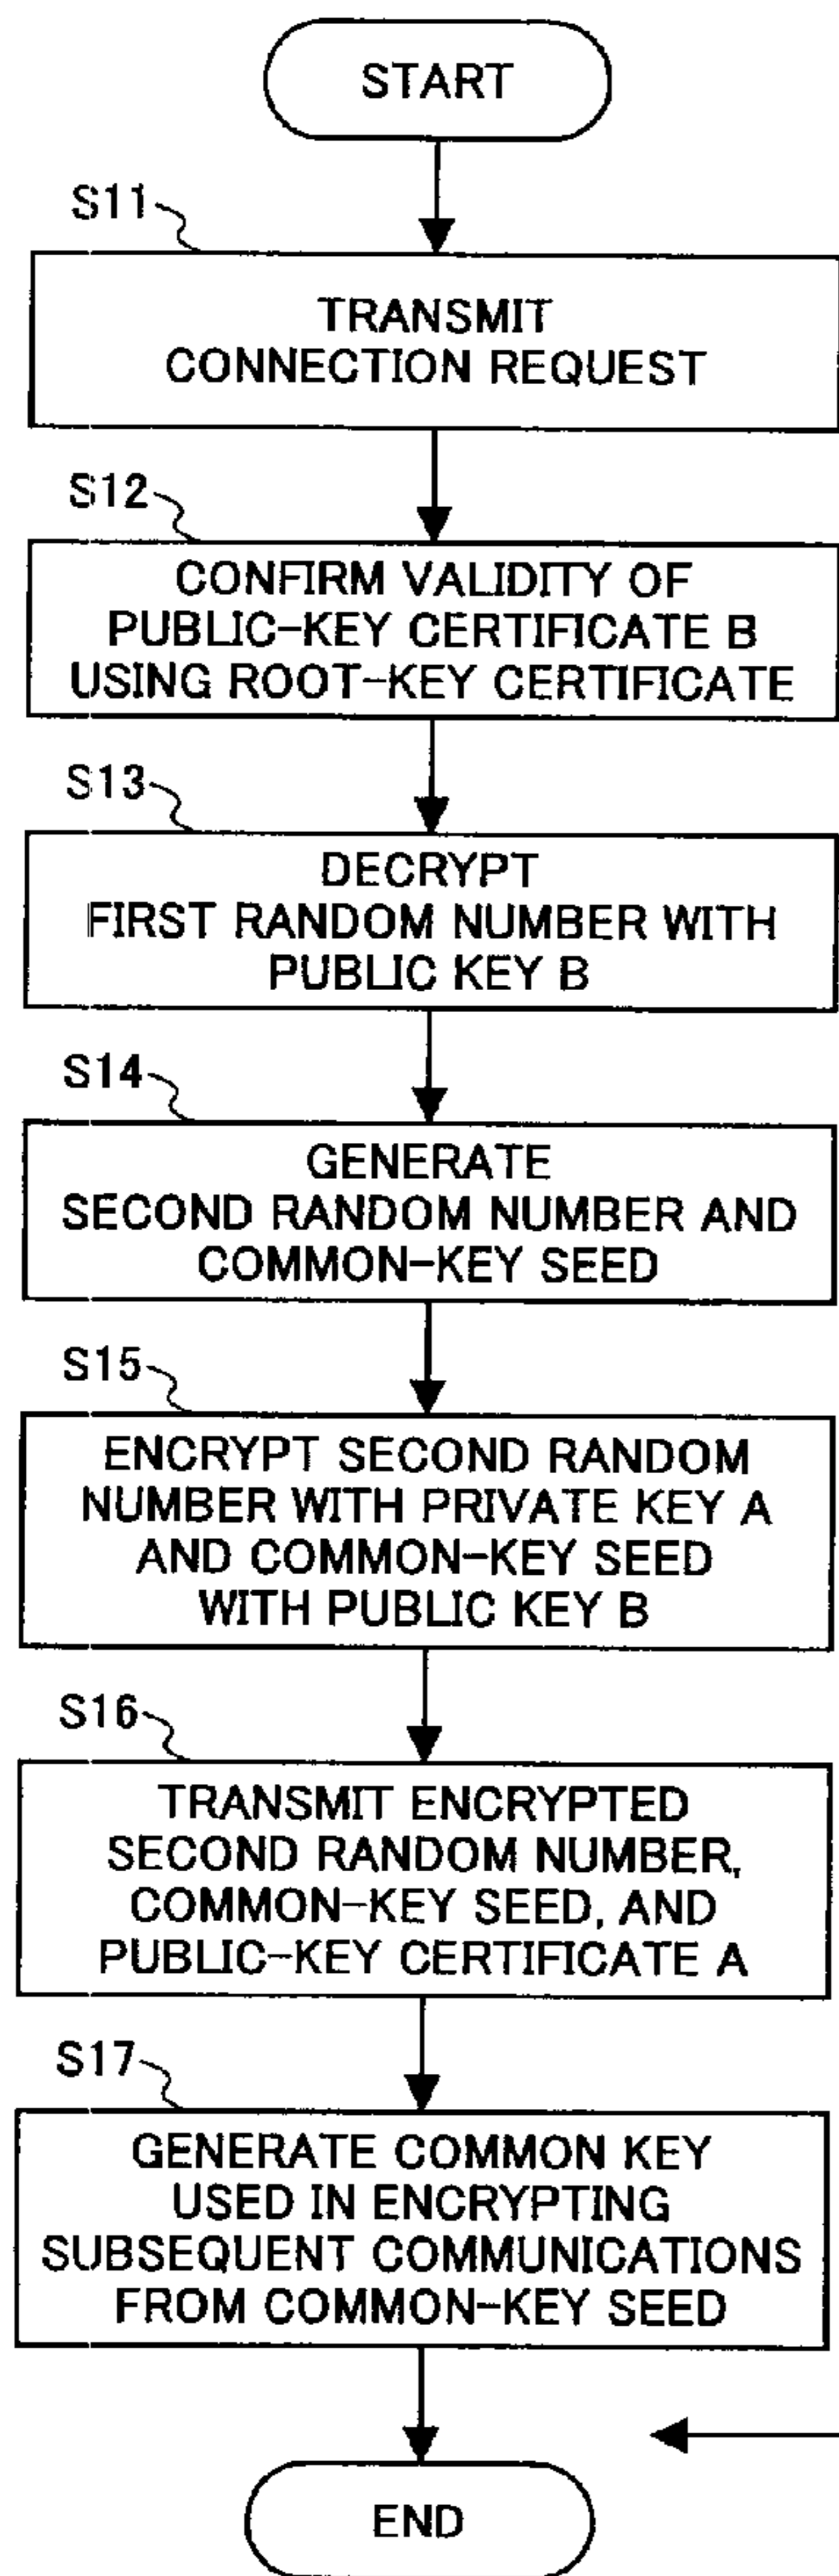 START
S11
TRANSMIT
CONNECTION REQUEST
S12
CONFIRM VALIDITY OF
PUBLIC-KEY CERTIFICATE B
USING ROOT-KEY CERTIFICATE
S13
DECRYPT
FIRST RANDOM NUMBER WITH
PUBLIC KEY B
S14
GENERATE
SECOND RANDOM NUMBER AND
COMMON-KEY SEED
S15
ENCRYPT SECOND RANDOM
NUMBER WITH PRIVATE KEY A
AND COMMON-KEY SEED
WITH PUBLIC KEY B
S16
TRANSMIT ENCRYPTED
SECOND RANDOM NUMBER,
COMMON-KEY SEED, AND
PUBLIC-KEY CERTIFICATE A
S17
GENERATE COMMON KEY
USED IN ENCRYPTING
SUBSEQUENT COMMUNICATIONS
FROM COMMON-KEY SEED
END